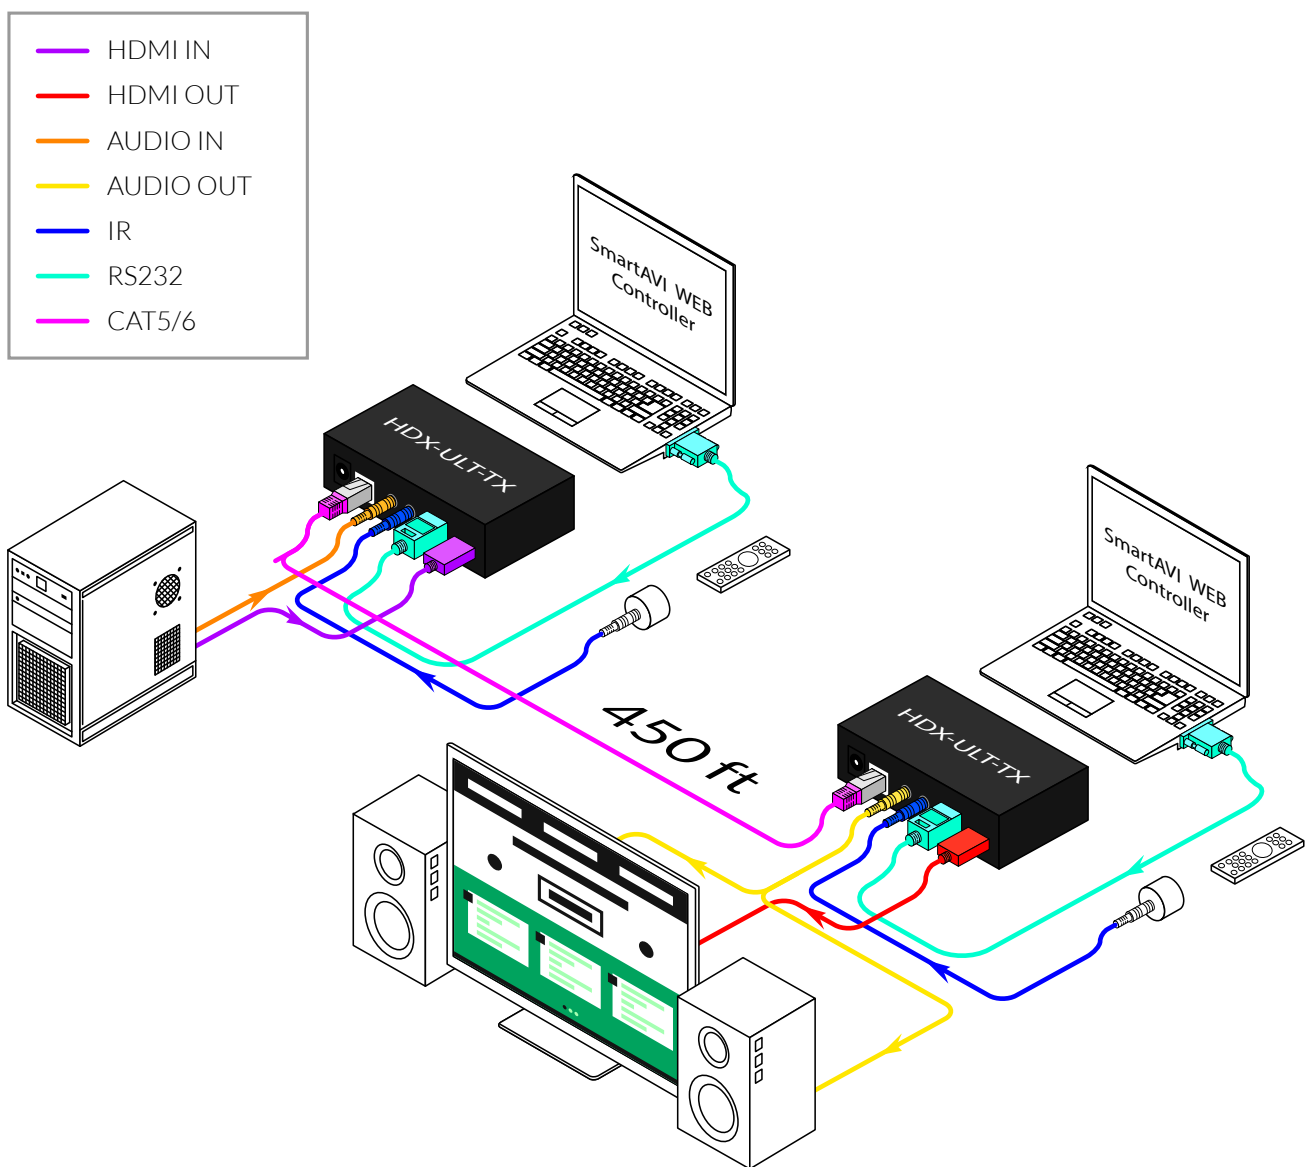 HDMI IN
HDMI OUT
AUDIO IN
AUDIO OUT
IR
RS232
CAT5/6
SmartAVI WEB
Controller
HDX-ULT-TX
SmartAVI WEB
Controller
450 ft
HDX-ULT-TX